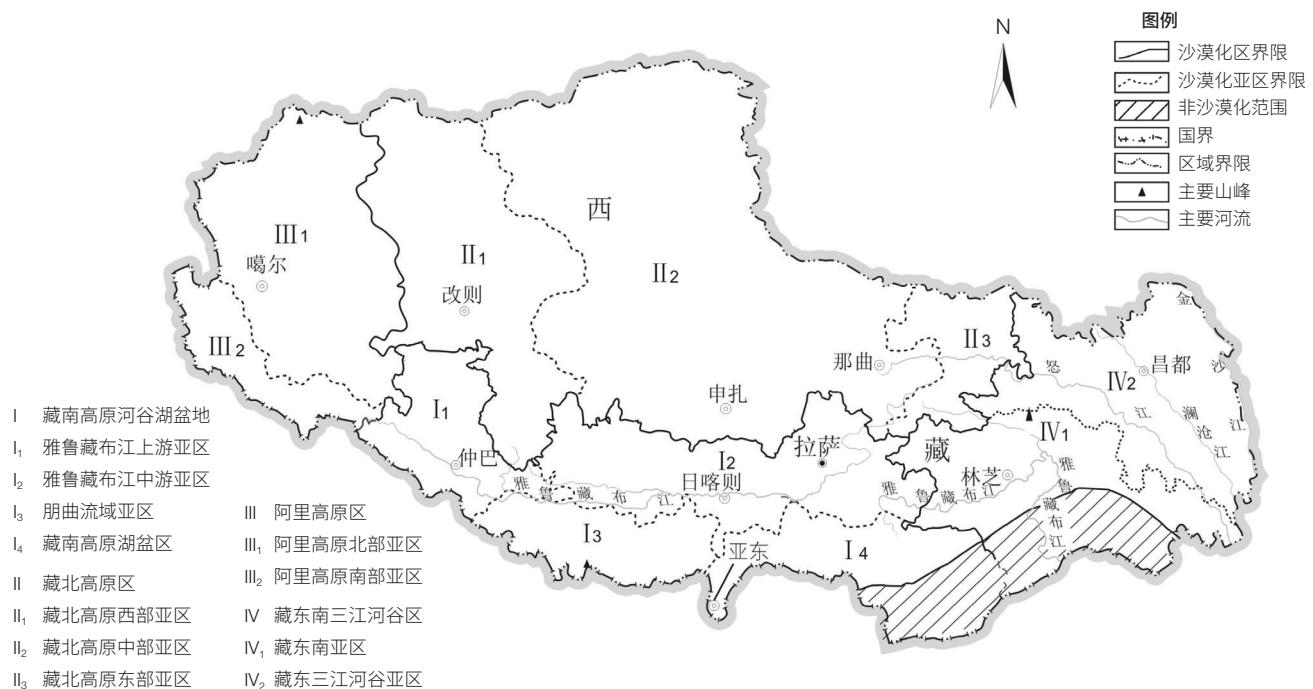 N
图例
沙漠化区界限
沙漠化亚区界限
非沙漠化范围
国界
区域界限
主要山峰
主要河流
西
III1
噶尔
II1
改则
II2
III2
那曲
II3
怒
江
IV2
昌都
金
沙
江
澜
沧
江
申扎
I1
仲巴
拉萨
藏
IV1
林芝
I2
日喀则
雅 鲁 藏 布 江
雅 鲁 藏 布 江
雅
鲁
藏
布
江
I3
亚东
I4
I 藏南高原河谷湖盆地
I1 雅鲁藏布江上游亚区
I2 雅鲁藏布江中游亚区
I3 朋曲流域亚区
I4 藏南高原湖盆区
II 藏北高原区
II1 藏北高原西部亚区
II2 藏北高原中部亚区
II3 藏北高原东部亚区
III 阿里高原区
III1 阿里高原北部亚区
III2 阿里高原南部亚区
IV 藏东南三江河谷区
IV1 藏东南亚区
IV2 藏东三江河谷亚区